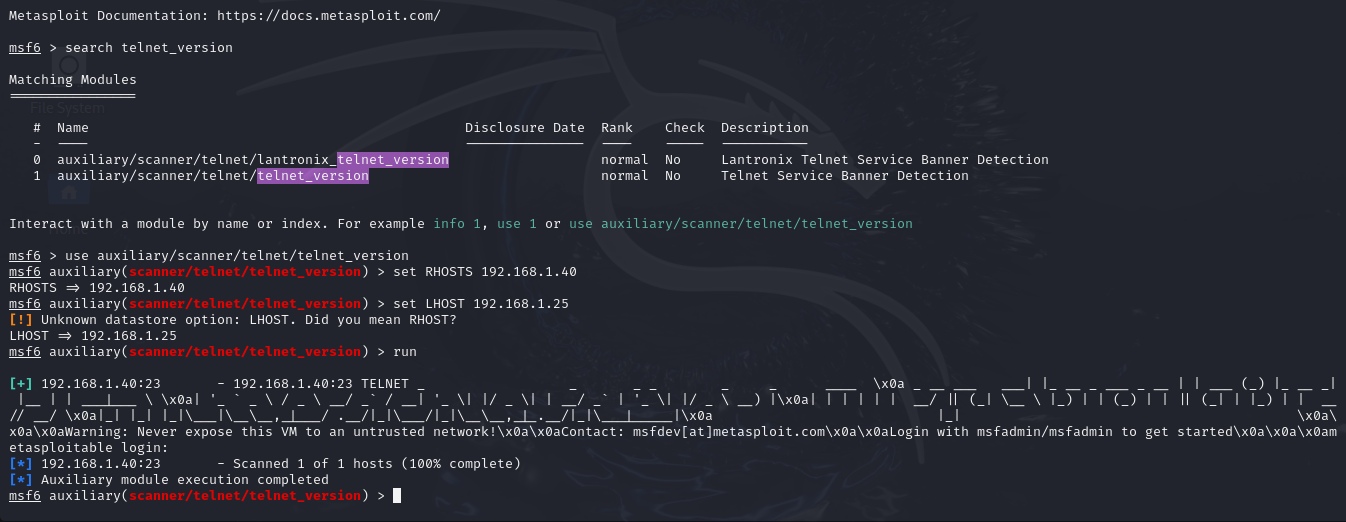 Metasploit Documentation: https://docs.metasploit.com/
msf6 > search telnet_version
Matching Modules
================
#  Name                                                Disclosure Date  Rank    Check  Description
-  ----                                                ---------------  ----    -----  -----------
0  auxiliary/scanner/telnet/lantronix_telnet_version                    normal  No     Lantronix Telnet Service Banner Detection
1  auxiliary/scanner/telnet/telnet_version                              normal  No     Telnet Service Banner Detection
File System
Interact with a module by name or index. For example info 1, use 1 or use auxiliary/scanner/telnet/telnet_version
msf6 > use auxiliary/scanner/telnet/telnet_version
msf6 auxiliary(scanner/telnet/telnet_version) > set RHOSTS 192.168.1.40
RHOSTS => 192.168.1.40
msf6 auxiliary(scanner/telnet/telnet_version) > set LHOST 192.168.1.25
[!] Unknown datastore option: LHOST. Did you mean RHOST?
LHOST => 192.168.1.25
msf6 auxiliary(scanner/telnet/telnet_version) > run
[+] 192.168.1.40:23       - 192.168.1.40:23 TELNET _                  _       _ _        _     _      ____  \x0a _ __ ___   ___| |_ __ _ ___ _ __ | | ___ (_) |_ __ _|
 |__ | | ___|___ \ \x0a| '_ ` _ \ / _ \ __/ _` / __| '_ \| |/ _ \| | __/ _` | '_ \| |/ _ \ __) |\x0a| | | | | |  __/ || (_| \__ \ |_) | | (_) | | || (_| | |_) | |  __
// __/ \x0a|_| |_| |_|\___|\__\__,_|___/ .__/|_|\___/|_|\__\__,_|_.__/|_|\___|_____|\x0a                            |_|                                          \x0a\
x0a\x0aWarning: Never expose this VM to an untrusted network!\x0a\x0aContact: msfdev[at]metasploit.com\x0a\x0aLogin with msfadmin/msfadmin to get started\x0a\x0a\x0am
etasploitable login:
[*] 192.168.1.40:23       - Scanned 1 of 1 hosts (100% complete)
[*] Auxiliary module execution completed
msf6 auxiliary(scanner/telnet/telnet_version) >